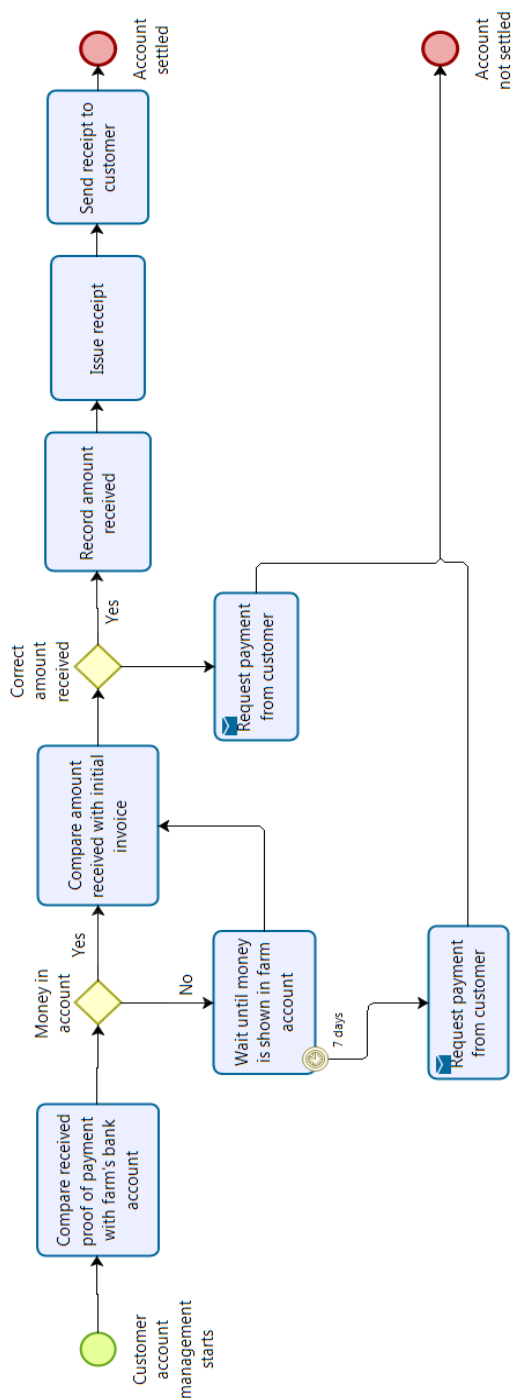 Customer
account
management
starts
Compare received
proof of payment
with farm's bank
account
Money in
account
Yes
No
Compare amount
received with initial
invoice
Wait until money
is shown in farm
account
7 days
Request payment
from customer
Correct
amount
received
Yes
Request payment
from customer
Record amount
received
Issue receipt
Send receipt to
customer
Account
settled
Account
not settled